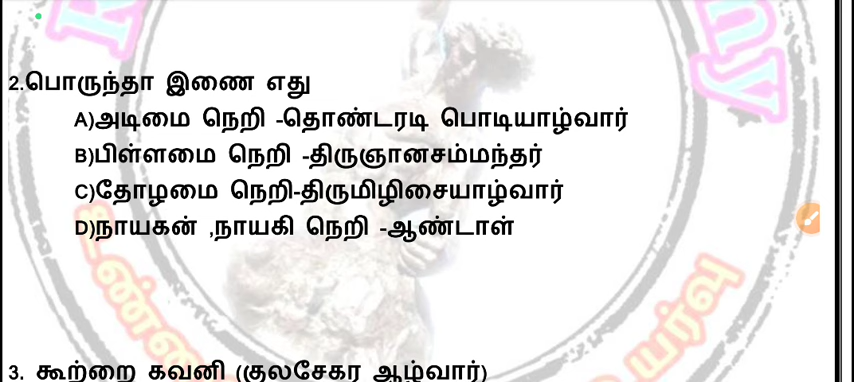 2.பொருந்தா இணை எது
A)அடிமை நெறி -தொண்டரடி பொடியாழ்வார்
B)பிள்ளமை நெறி -திருஞானசம்மந்தர்
C)தோழமை நெறி-திருமிழிசையாழ்வார்
D)நாயகன் ,நாயகி நெறி -ஆண்டாள்
3. கூற்றை கவனி (குலசேகர ஆழ்வார்)